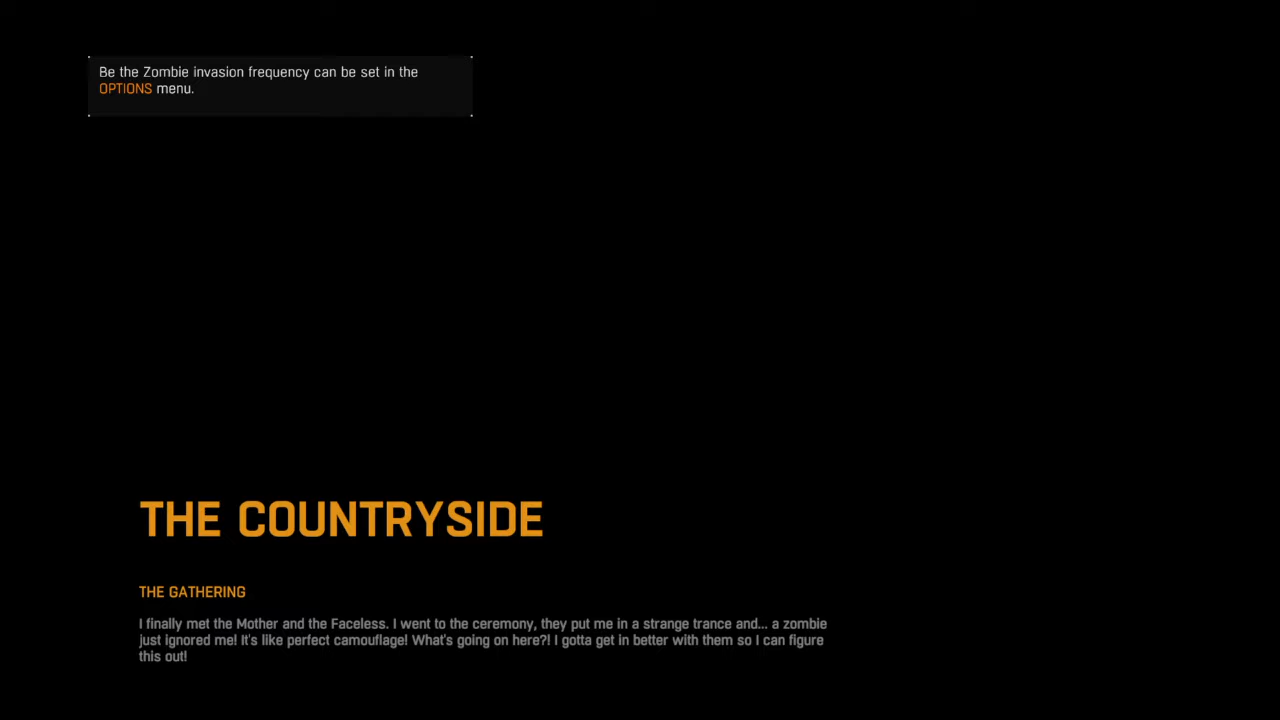 Be the Zombie invasion frequency can be set in the
OPTIONS menu.
THE COUNTRYSIDE
THE GATHERING
I finally met the Mother and the Faceless. I went to the ceremony, they put me in a strange trance and... a zombie
just ignored me! It's like perfect camouflage! What's going on here?! I gotta get in better with them so I can figure
this out!